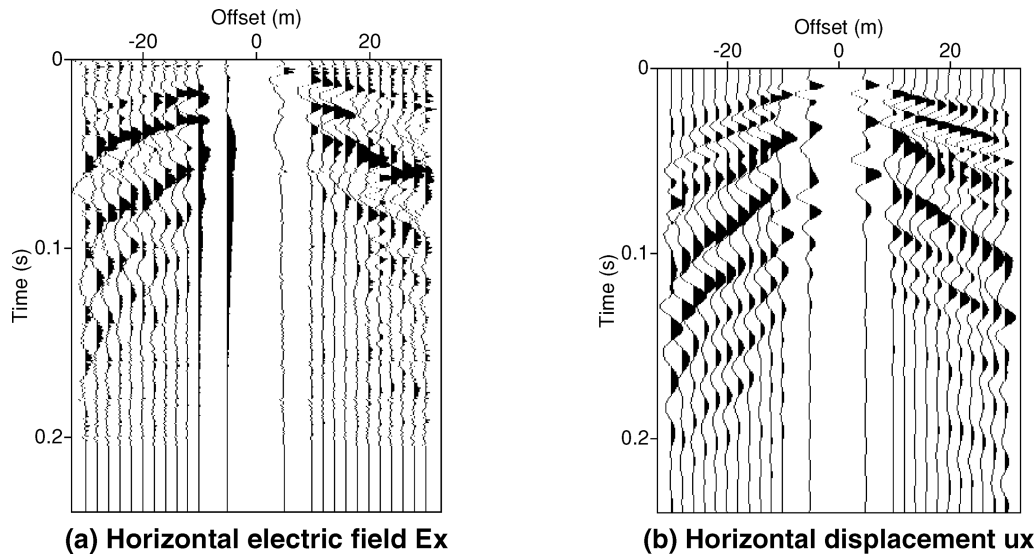 Offset (m)
-20 0 20
0
0.1
0.2
Time (s)
(a) Horizontal electric field Ex
Offset (m)
-20 0 20
0
0.1
0.2
Time (s)
(b) Horizontal displacement ux